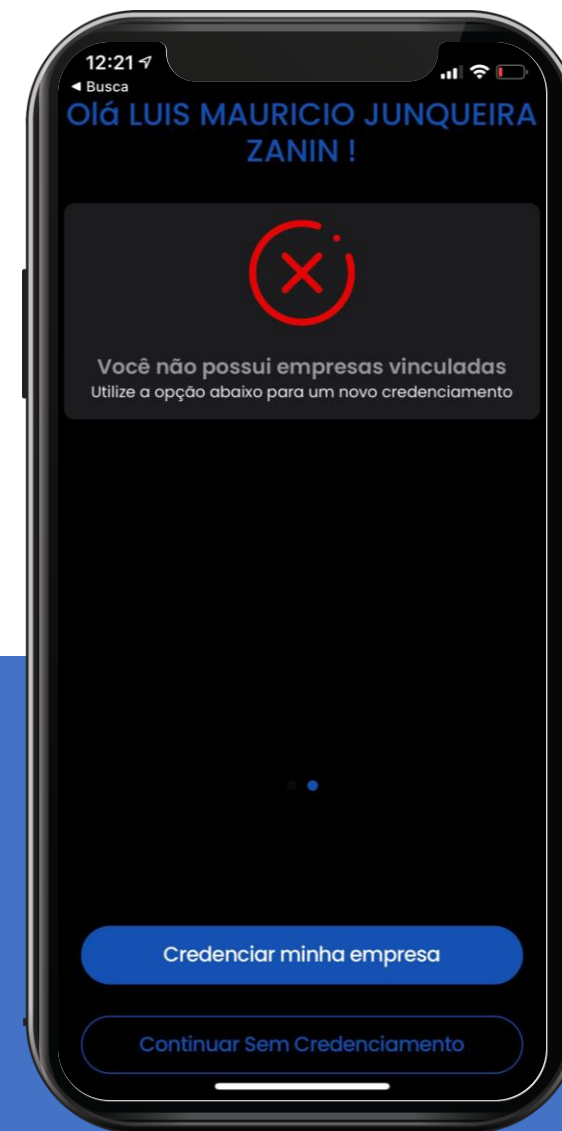 12:21
◀ Busca
Olá LUIS MAURICIO JUNQUEIRA
ZANIN !
Você não possui empresas vinculadas
Utilize a opção abaixo para um novo credenciamento
Credenciar minha empresa
Continuar Sem Credenciamento